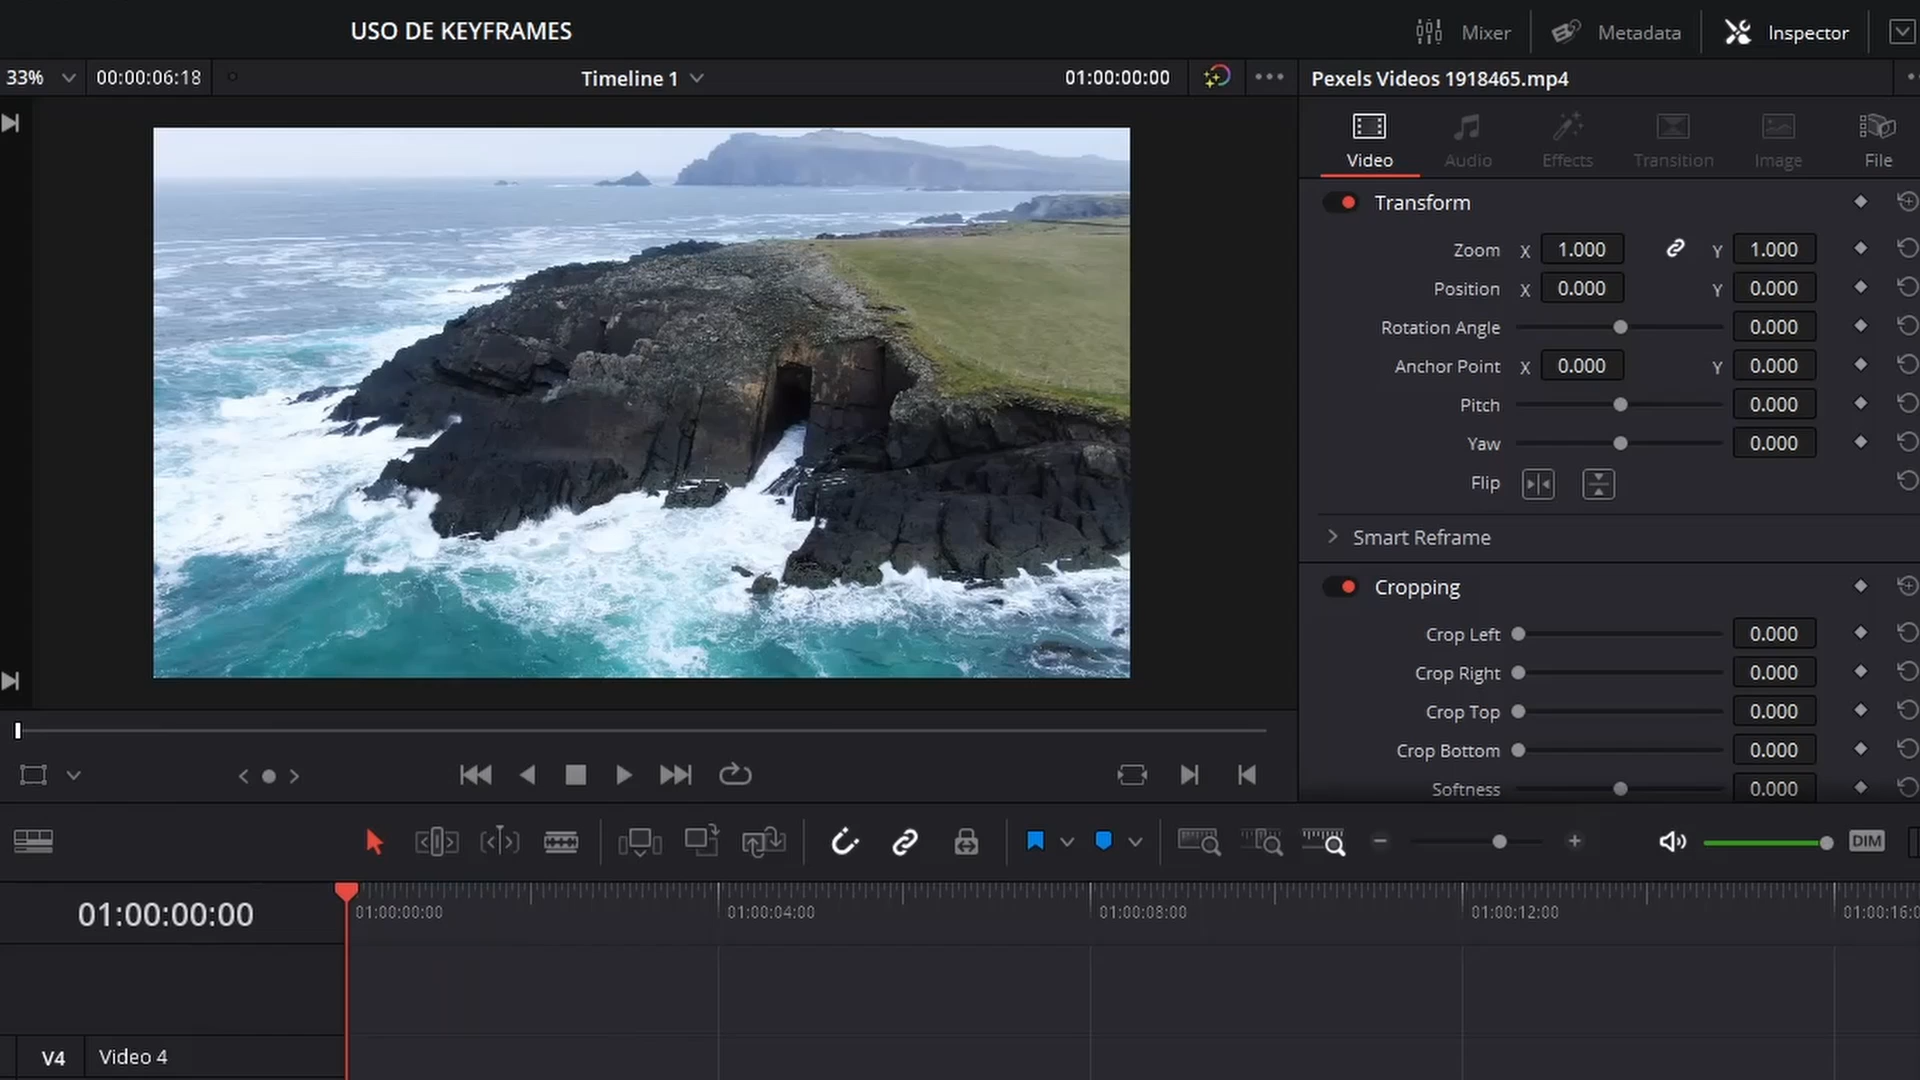 USO DE KEYFRAMES
Mixer
Metadata
Inspector
33%
00:00:06:18
Timeline 1
01:00:00:00
Pexels Videos 1918465.mp4
Video
Audio
Effects
Transition
Image
File
Transform
Zoom X 1.000 Y 1.000
Position X 0.000 Y 0.000
Rotation Angle 0.000
Anchor Point X 0.000 Y 0.000
Pitch 0.000
Yaw 0.000
Flip
Smart Reframe
Cropping
Crop Left 0.000
Crop Right 0.000
Crop Top 0.000
Crop Bottom 0.000
Softness 0.000
DIM
01:00:00:00
01:00:00:00
01:00:04:00
01:00:08:00
01:00:12:00
01:00:16:0
V4 Video 4